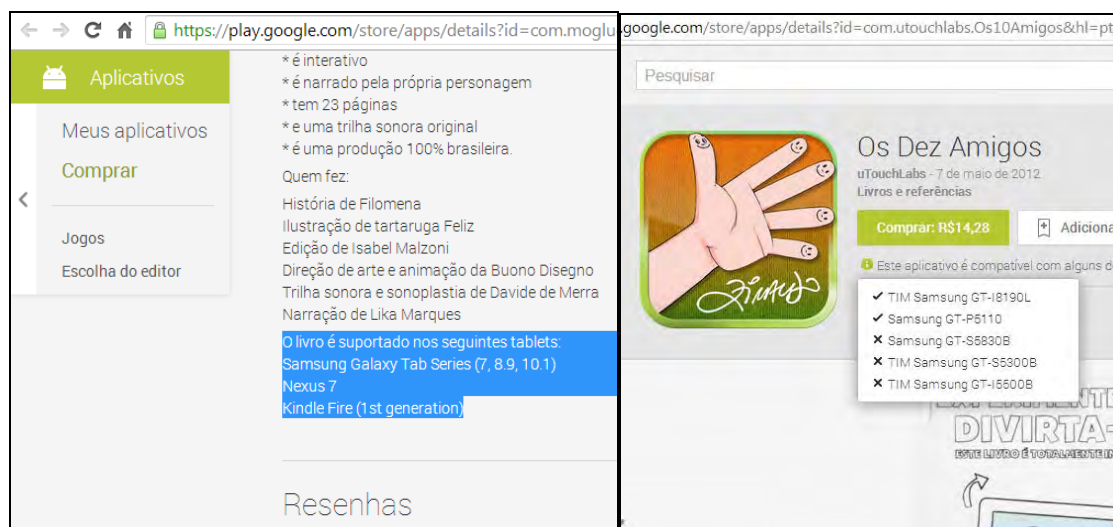 https://play.google.com/store/apps/details?id=com.moglu
Aplicativos
Meus aplicativos
Comprar
Jogos
Escolha do editor
* é interativo
* é narrado pela própria personagem
* tem 23 páginas
* e uma trilha sonora original
* é uma produção 100% brasileira.
Quem fez:
História de Filomena
Ilustração de tartaruga Feliz
Edição de Isabel Malzoni
Direção de arte e animação da Buono Disegno
Trilha sonora e sonoplastia de Davide de Merra
Narração de Lika Marques
O livro é suportado nos seguintes tablets:
Samsung Galaxy Tab Series (7, 8.9, 10.1)
Nexus 7
Kindle Fire (1st generation)
Resenhas
.google.com/store/apps/details?id=com.utouchlabs.Os10Amigos&hl=pt
Pesquisar
ZIRALDO
Os Dez Amigos
uTouchLabs - 7 de maio de 2012
Livros e referências
Comprar: R$14,28
Adiciona
Este aplicativo é compatível com alguns d
✔ TIM Samsung GT-I8190L
✔ Samsung GT-P5110
✖ Samsung GT-S5830B
✖ TIM Samsung GT-S5300B
✖ TIM Samsung GT-I5500B
DIVIRTA-
ESTE LIVRO É TOTALMENTE IN